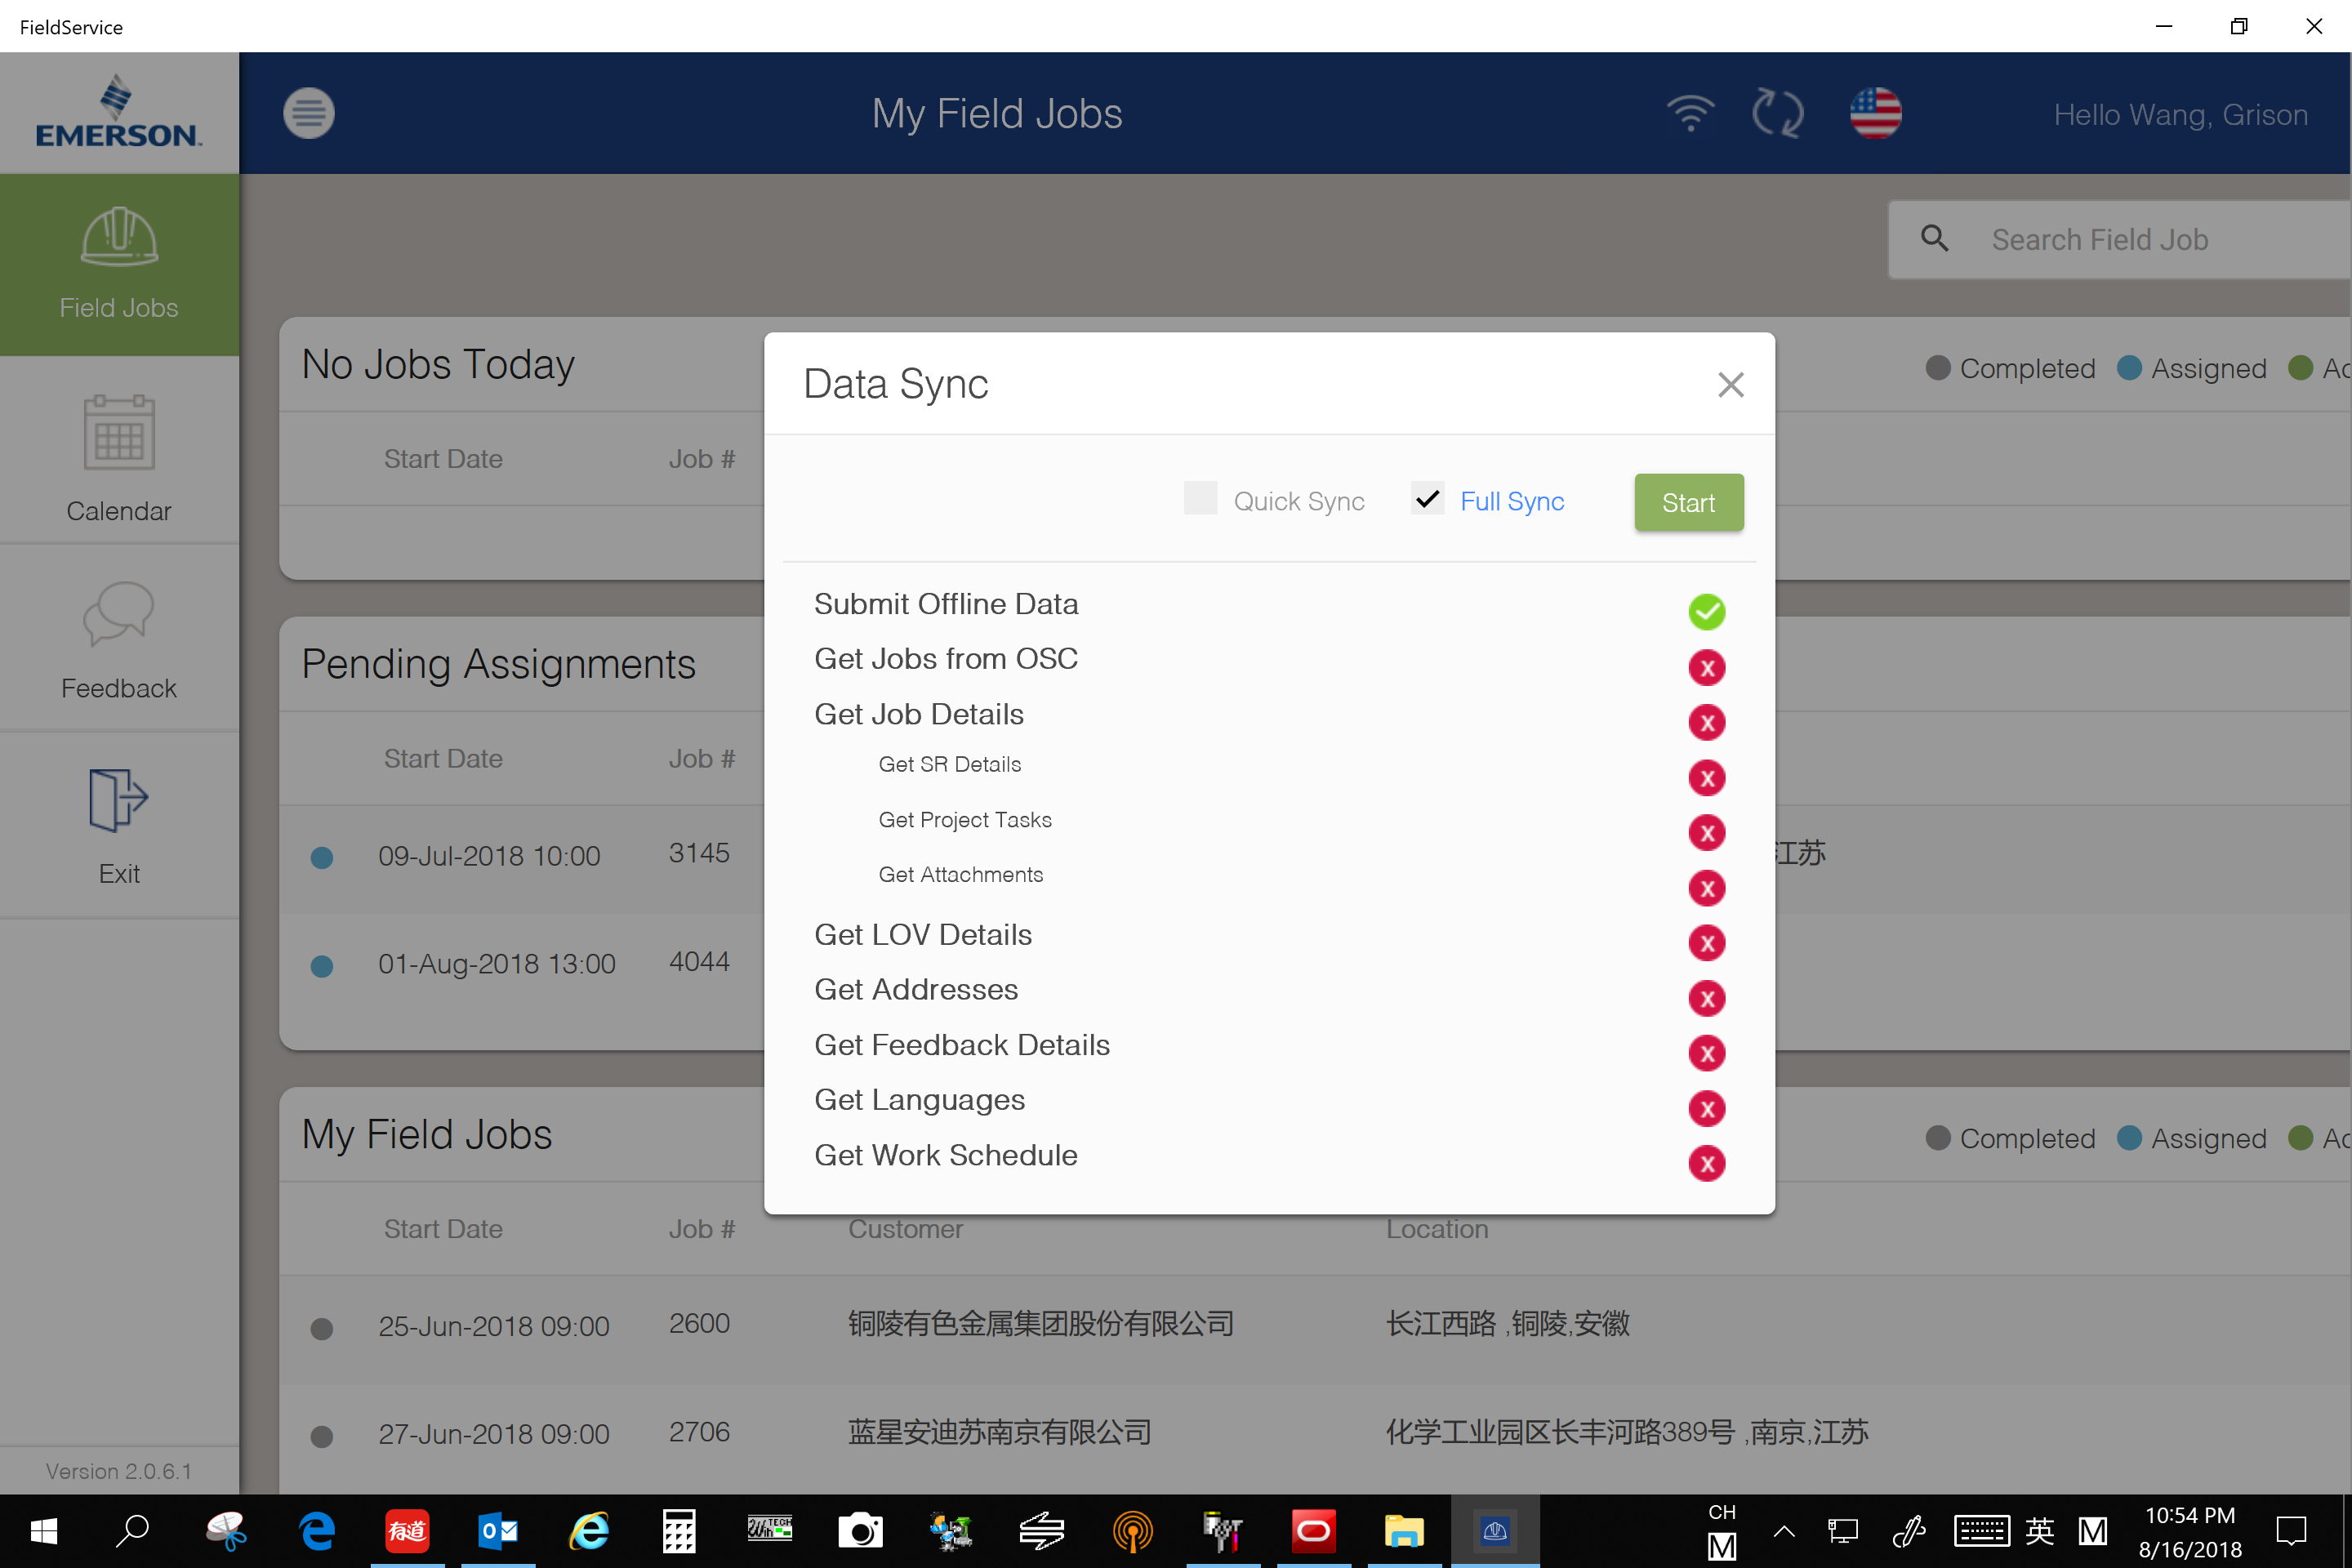 FieldService
EMERSON™
My Field Jobs
Hello Wang, Grison
Search Field Job
Field Jobs
Calendar
Feedback
Exit
Version 2.0.6.1
No Jobs Today
Completed Assigned Ac
Start Date Job #
Pending Assignments
Start Date Job #
09-Jul-2018 10:00 3145 江苏
01-Aug-2018 13:00 4044
Data Sync
Quick Sync Full Sync Start
Submit Offline Data
Get Jobs from OSC
Get Job Details
Get SR Details
Get Project Tasks
Get Attachments
Get LOV Details
Get Addresses
Get Feedback Details
Get Languages
Get Work Schedule
My Field Jobs
Completed Assigned Ac
Start Date Job # Customer Location
25-Jun-2018 09:00 2600 铜陵有色金属集团股份有限公司 长江西路 ,铜陵,安徽
27-Jun-2018 09:00 2706 蓝星安迪苏南京有限公司 化学工业园区长丰河路389号 ,南京,江苏
有道
CH
M
英
M
10:54 PM
8/16/2018